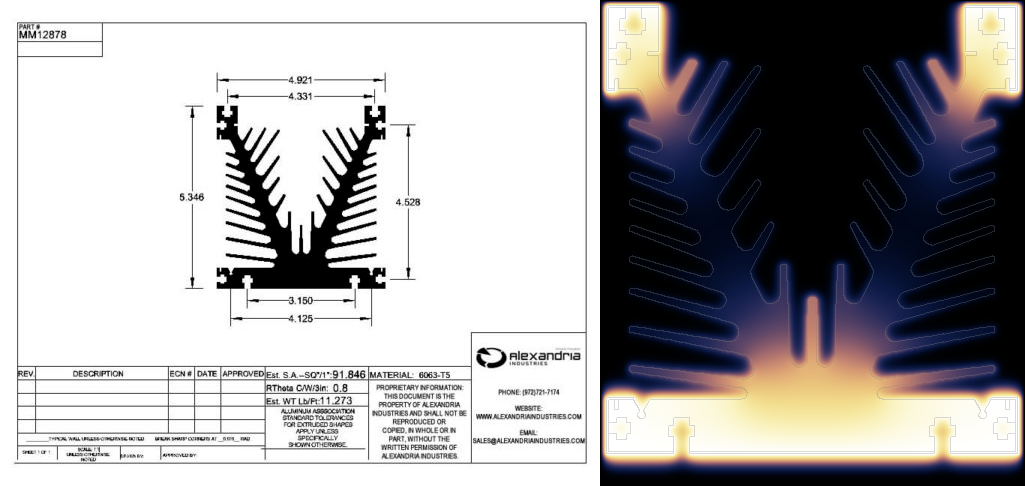 PART #
MM12878
4.921
4.331
5.346
4.528
3.150
4.125
Alexandria
INDUSTRIES
REV. DESCRIPTION ECN # DATE APPROVED
Est. S.A.-SQ"/1": 91.846
RTheta C/W/3in: 0.8
Est. WT Lb/Ft: 11.273
ALUMINUM ASSSOCIATION
STANDARD TOLERANCES
FOR EXTRUDED SHAPES
APPLY UNLESS
SPECIFICALLY
SHOWN OTHERWISE.
MATERIAL: 6063-T5
PROPRIETARY INFORMATION:
THIS DOCUMENT IS THE
PROPERTY OF ALEXANDRIA
INDUSTRIES AND SHALL NOT BE
REPRODUCED OR
COPIED, IN WHOLE OR IN
PART, WITHOUT THE
WRITTEN PERMISSION OF
ALEXANDRIA INDUSTRIES.
PHONE: (972)721-7174
WEBSITE:
WWW.ALEXANDRIAINDUSTRIES.COM
EMAIL:
SALES@ALEXANDRIAINDUSTRIES.COM
TYPICAL WALL UNLESS OTHERWISE NOTED BREAK SHARP CORNERS AT RAD
SHEET 1 OF 1
SCALE 1:1
UNLESS OTHERWISE
NOTED
APPROVED BY: